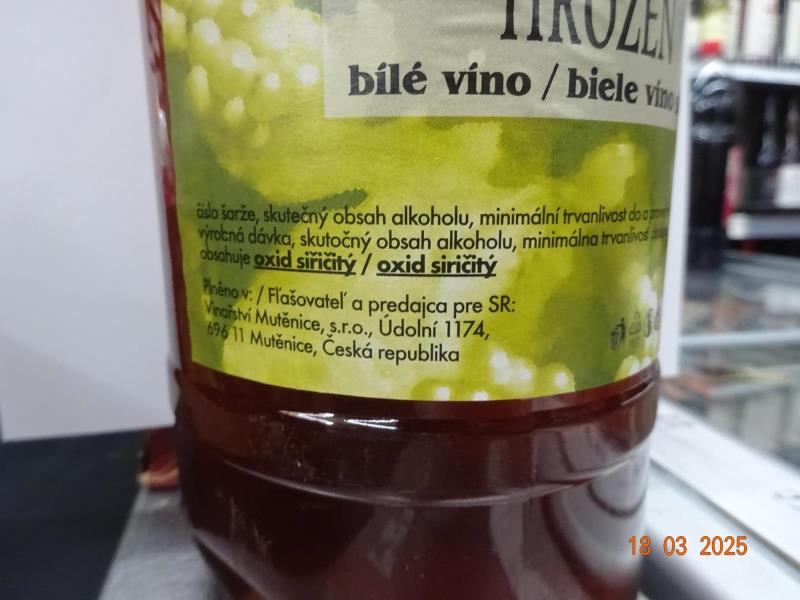 HROZEN
bílé víno / biele víno
číslo šarže, skutečný obsah alkoholu, minimální trvanlivost do a
výrobná dávka, skutočný obsah alkoholu, minimálna trvanlivosť
obsahuje oxid siřičitý / oxid siričitý
Plněno v: / Fľašovateľ a predajca pre SR:
Vinařství Mutěnice, s.r.o., Údolní 1174,
696 11 Mutěnice, Česká republika
18 03 2025